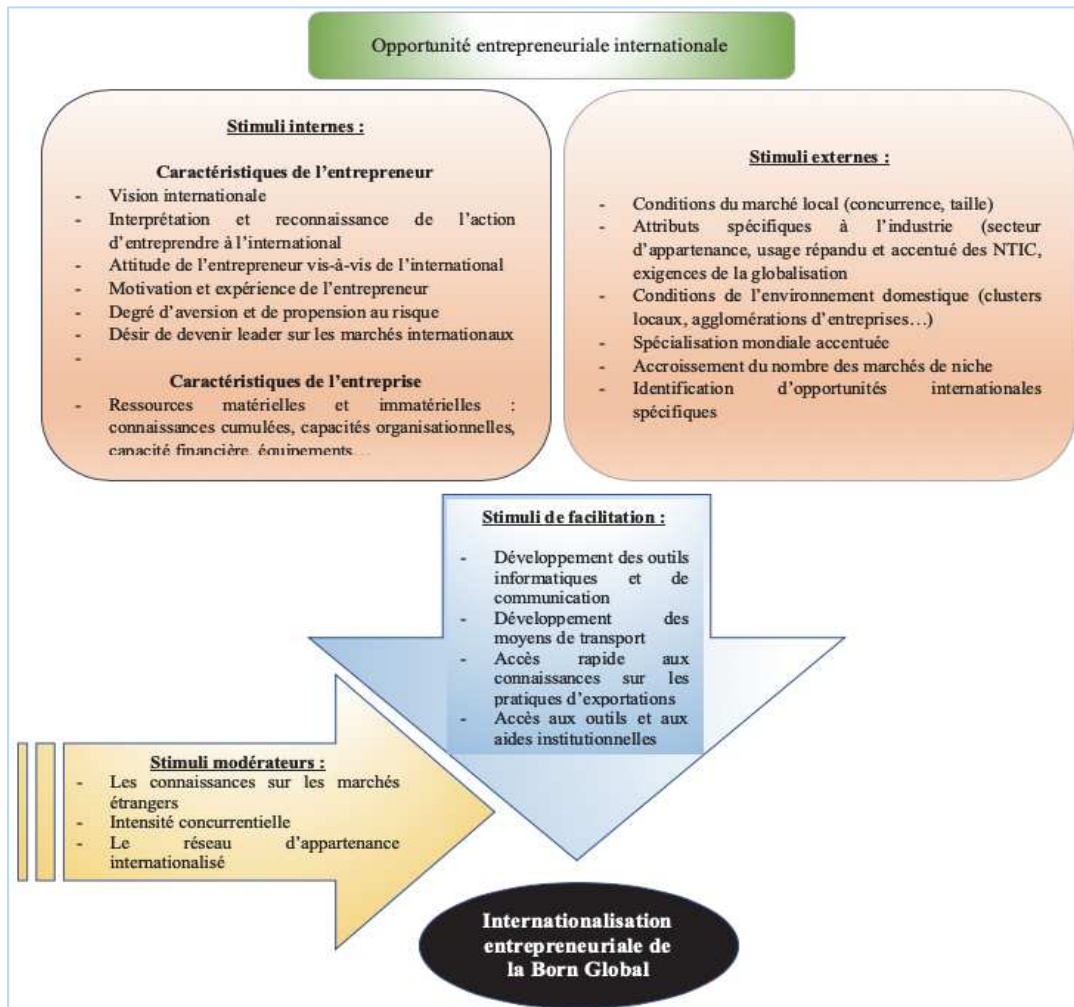 Opportunité entrepreneuriale internationale
Stimuli internes :
Caractéristiques de l'entrepreneur
- Vision internationale
- Interprétation et reconnaissance de l'action
d'entreprendre à l'international
- Attitude de l'entrepreneur vis-à-vis de l'international
- Motivation et expérience de l'entrepreneur
- Degré d'aversion et de propension au risque
- Désir de devenir leader sur les marchés internationaux
-
Caractéristiques de l'entreprise
- Ressources matérielles et immatérielles :
connaissances cumulées, capacités organisationnelles,
capacité financière, équipements…
Stimuli externes :
- Conditions du marché local (concurrence, taille)
- Attributs spécifiques à l'industrie (secteur
d'appartenance, usage répandu et accentué des NTIC,
exigences de la globalisation
- Conditions de l'environnement domestique (clusters
locaux, agglomérations d'entreprises…)
- Spécialisation mondiale accentuée
- Accroissement du nombre des marchés de niche
- Identification d'opportunités internationales
spécifiques
Stimuli de facilitation :
- Développement des outils
informatiques et de
communication
- Développement des
moyens de transport
- Accès rapide aux
connaissances sur les
pratiques d'exportations
- Accès aux outils et aux
aides institutionnelles
Stimuli modérateurs :
- Les connaissances sur les marchés
étrangers
- Intensité concurrentielle
- Le réseau d'appartenance
internationalisé
Internationalisation
entrepreneuriale de
la Born Global